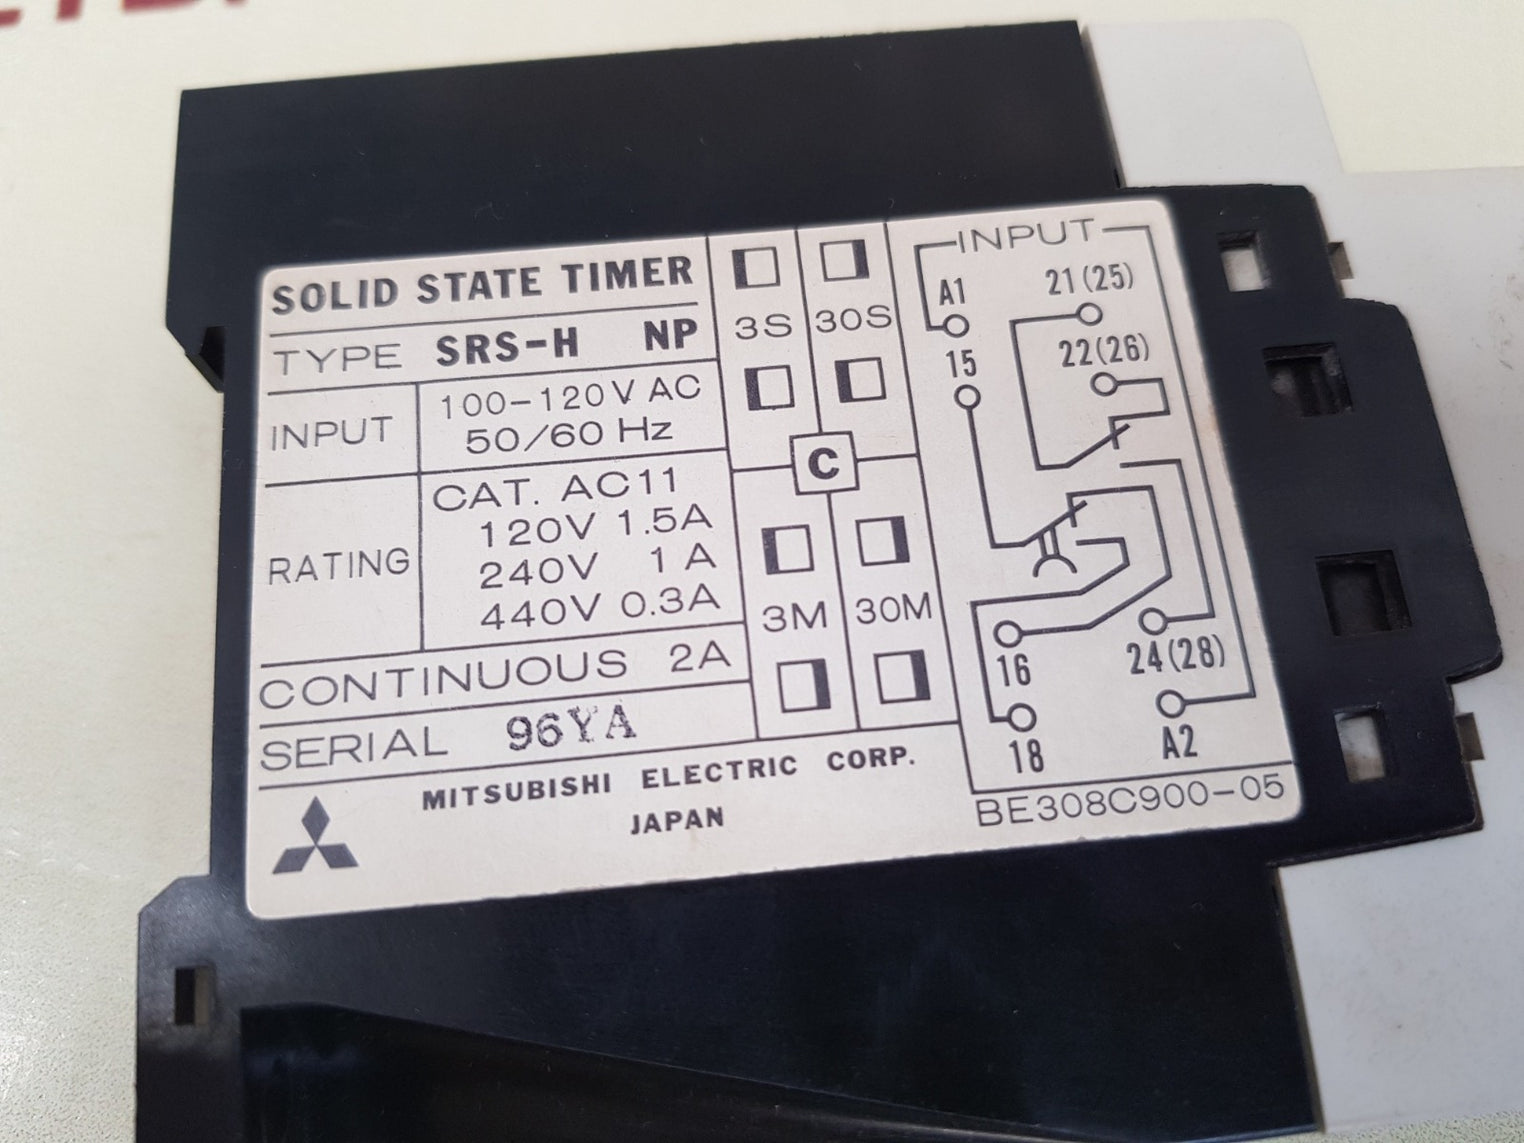 SOLID STATE TIMER
TYPE SRS-H NP
INPUT 100-120V AC
50/60 Hz
RATING CAT. AC11
120V 1.5A
240V 1 A
440V 0.3A
CONTINUOUS 2A
SERIAL 96YA
MITSUBISHI ELECTRIC CORP.
JAPAN
3S 30S
C
3M 30M
INPUT
A1 21(25)
15 22(26)
16 24(28)
18 A2
BE308C900-05